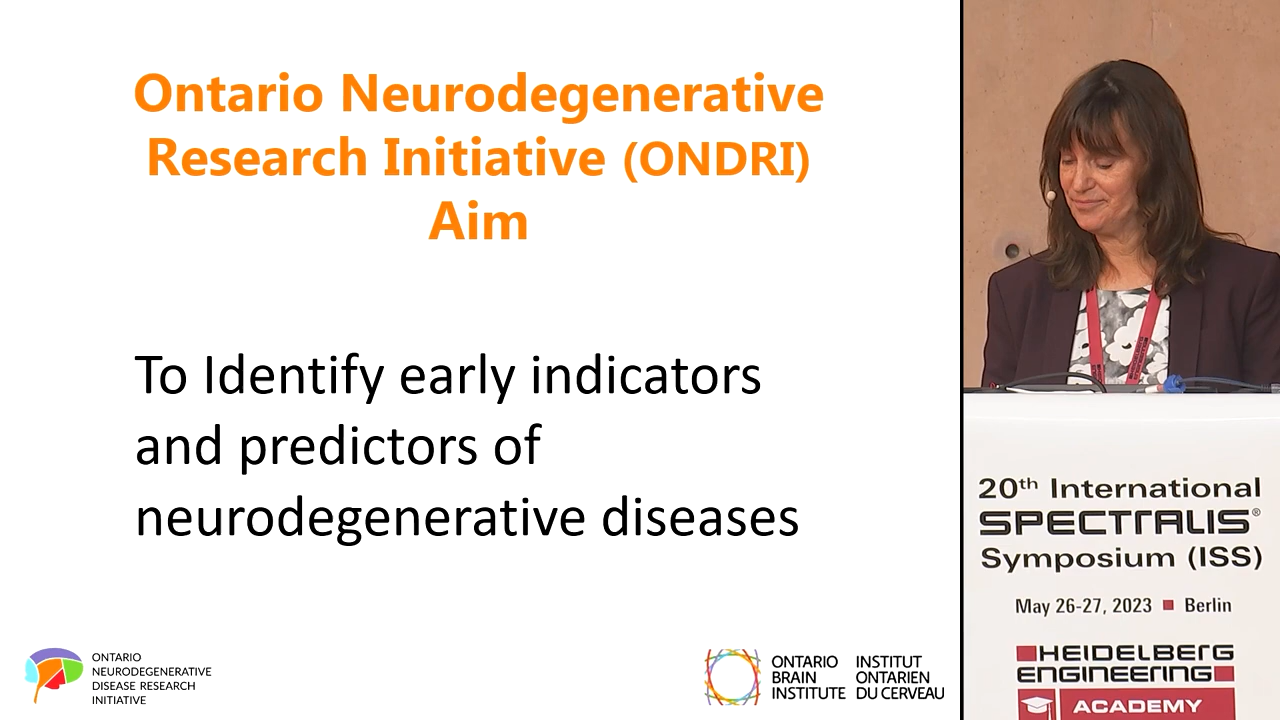 Ontario Neurodegenerative
Research Initiative (ONDRI)
Aim
To Identify early indicators
and predictors of
neurodegenerative diseases
ONTARIO
NEURODEGENERATIVE
DISEASE RESEARCH
INITIATIVE
ONTARIO
BRAIN
INSTITUTE
INSTITUT
ONTARIEN
DU CERVEAU
20th International
SPECTRALIS®
Symposium (ISS)
May 26-27, 2023 ■ Berlin
HEIDELBERG
ENGINEERING
ACADEMY